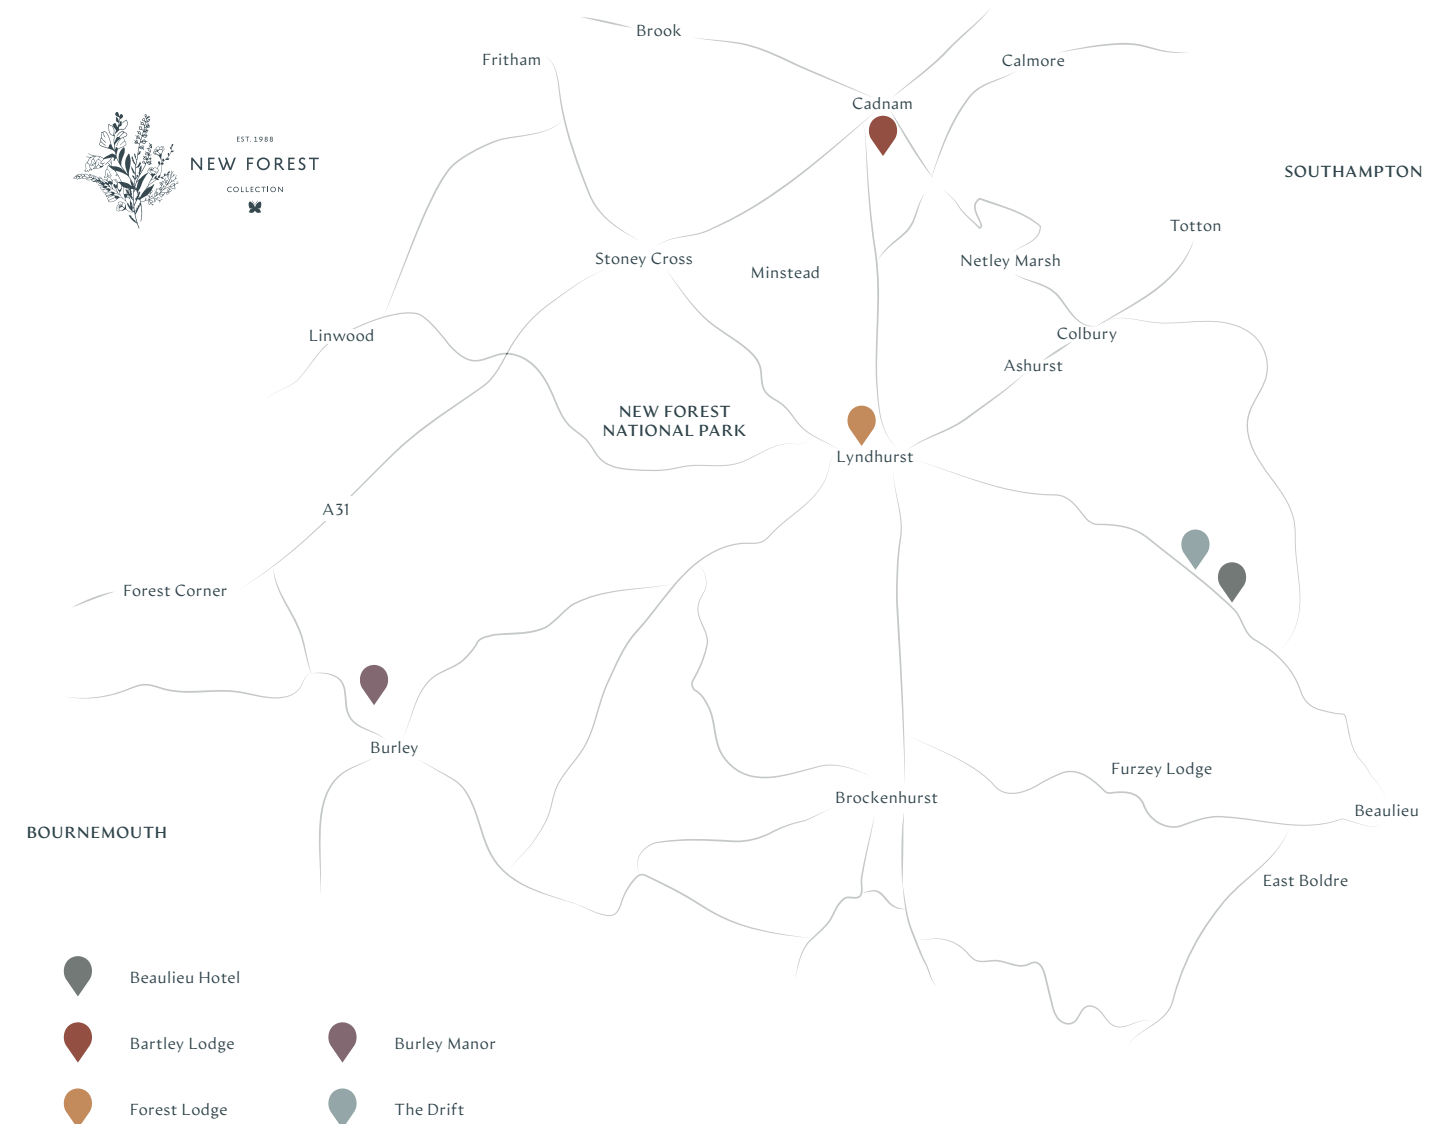 Brook
Fritham
Calmore
Cadnam
EST. 1988
NEW FOREST
COLLECTION
SOUTHAMPTON
Totton
Stoney Cross
Minstead
Netley Marsh
Linwood
Colbury
Ashurst
NEW FOREST
NATIONAL PARK
Lyndhurst
A31
Forest Corner
Burley
Furzey Lodge
Brockenhurst
Beaulieu
BOURNEMOUTH
East Boldre
Beaulieu Hotel
Bartley Lodge
Burley Manor
Forest Lodge
The Drift